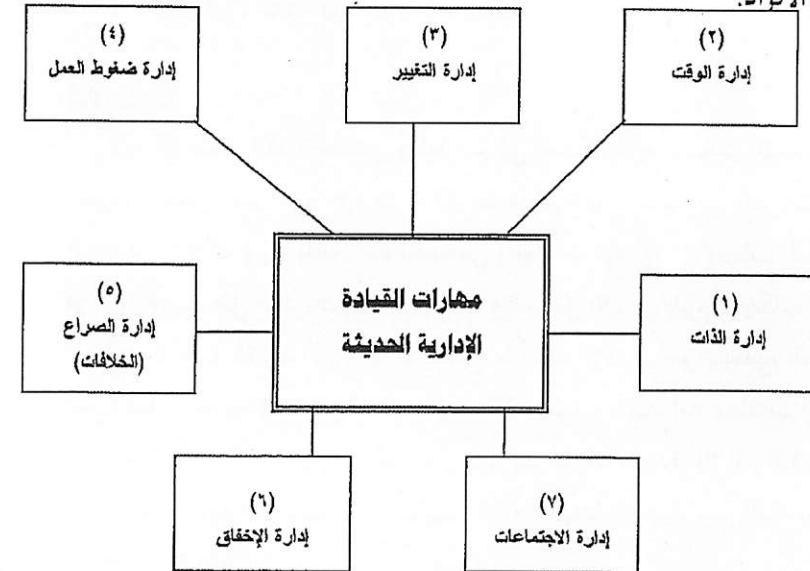 (٤)
إدارة ضغوط العمل
(٣)
إدارة التغيير
(٢)
إدارة الوقت
(٥)
إدارة الصراع
(الخلافات)
مهارات القيادة
الإدارية الحديثة
(١)
إدارة الذات
(٦)
إدارة الإخفاق
(٧)
إدارة الاجتماعات